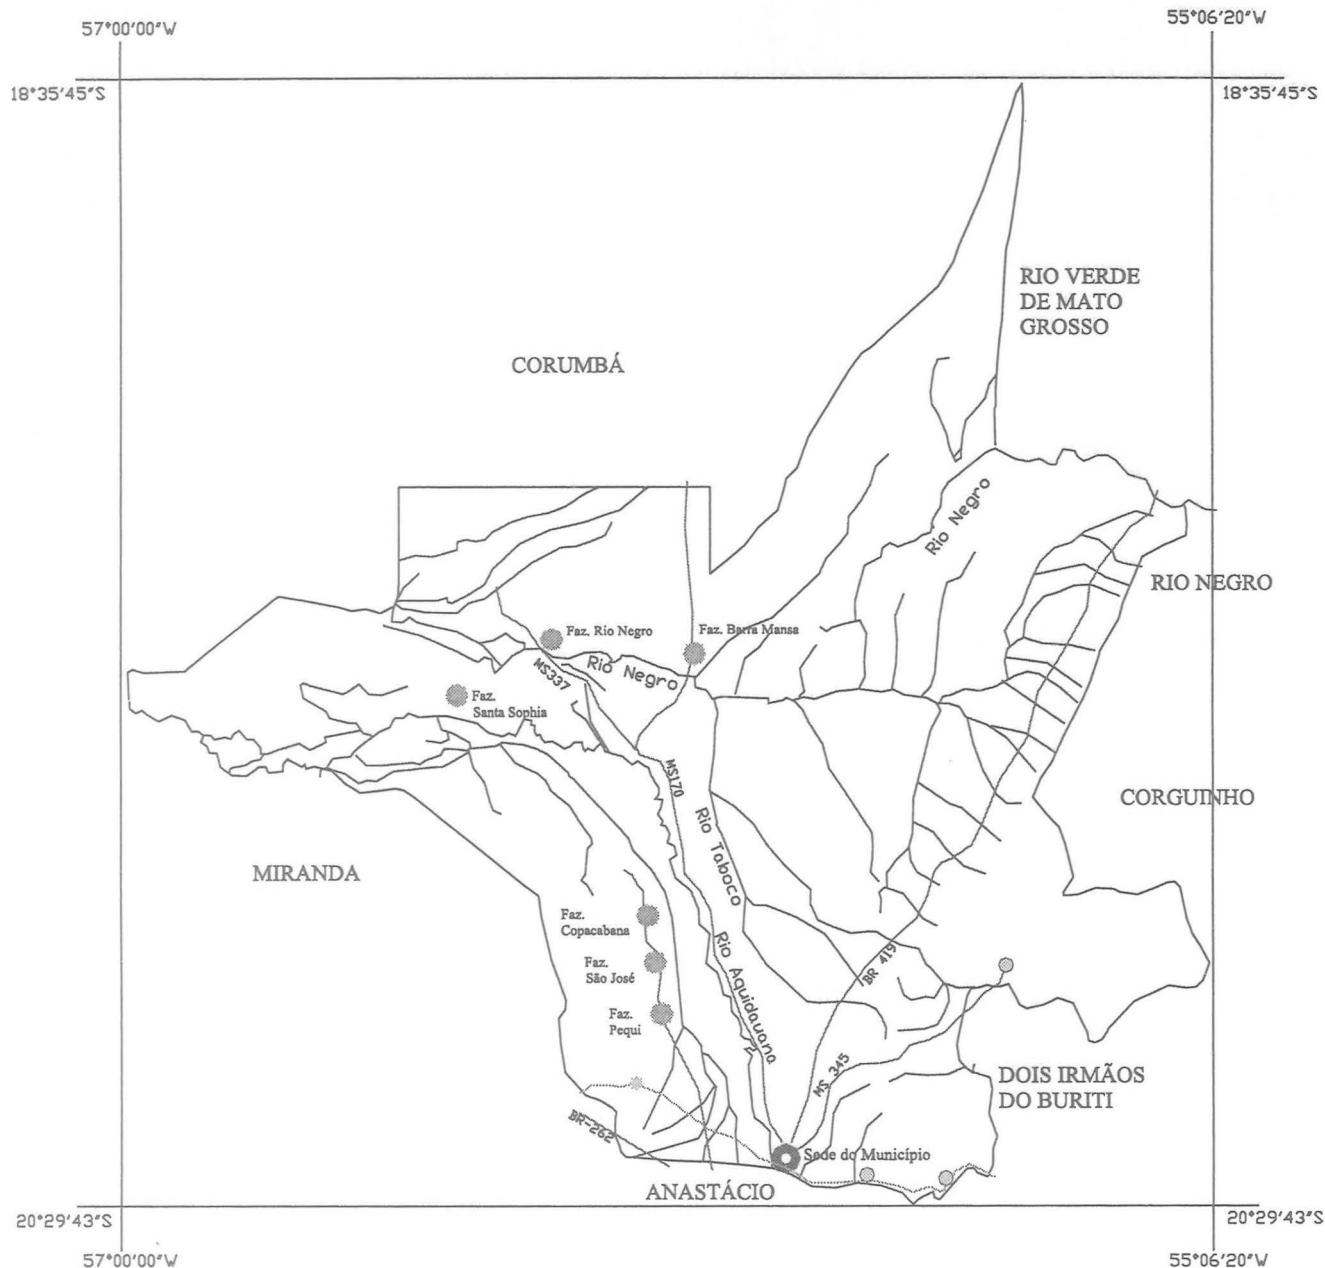 57°00'00"W
55°06'20"W
18°35'45"S
18°35'45"S
RIO VERDE
DE MATO
GROSSO
CORUMBÁ
Rio Negro
RIO NEGRO
Faz. Rio Negro
Faz. Barra Mansa
Rio Negro
MS337
Faz.
Santa Sophia
MS170
CORGUINHO
Rio Taboco
MIRANDA
Faz.
Copacabana
Rio Aquidauana
BR 419
Faz.
São José
Faz.
Pequi
MS 345
DOIS IRMÃOS
DO BURITI
BR-262
Sede do Município
ANASTÁCIO
20°29'43"S
20°29'43"S
57°00'00"W
55°06'20"W